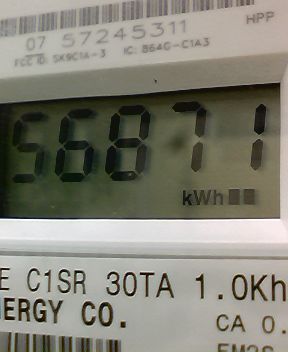 HPP
07 57245311
FCC ID: SK9C1A-3 IC: 864G-C1A3
56871
kWh
E C1SR 30TA 1.0Kh
ERGY CO.
CA 0.